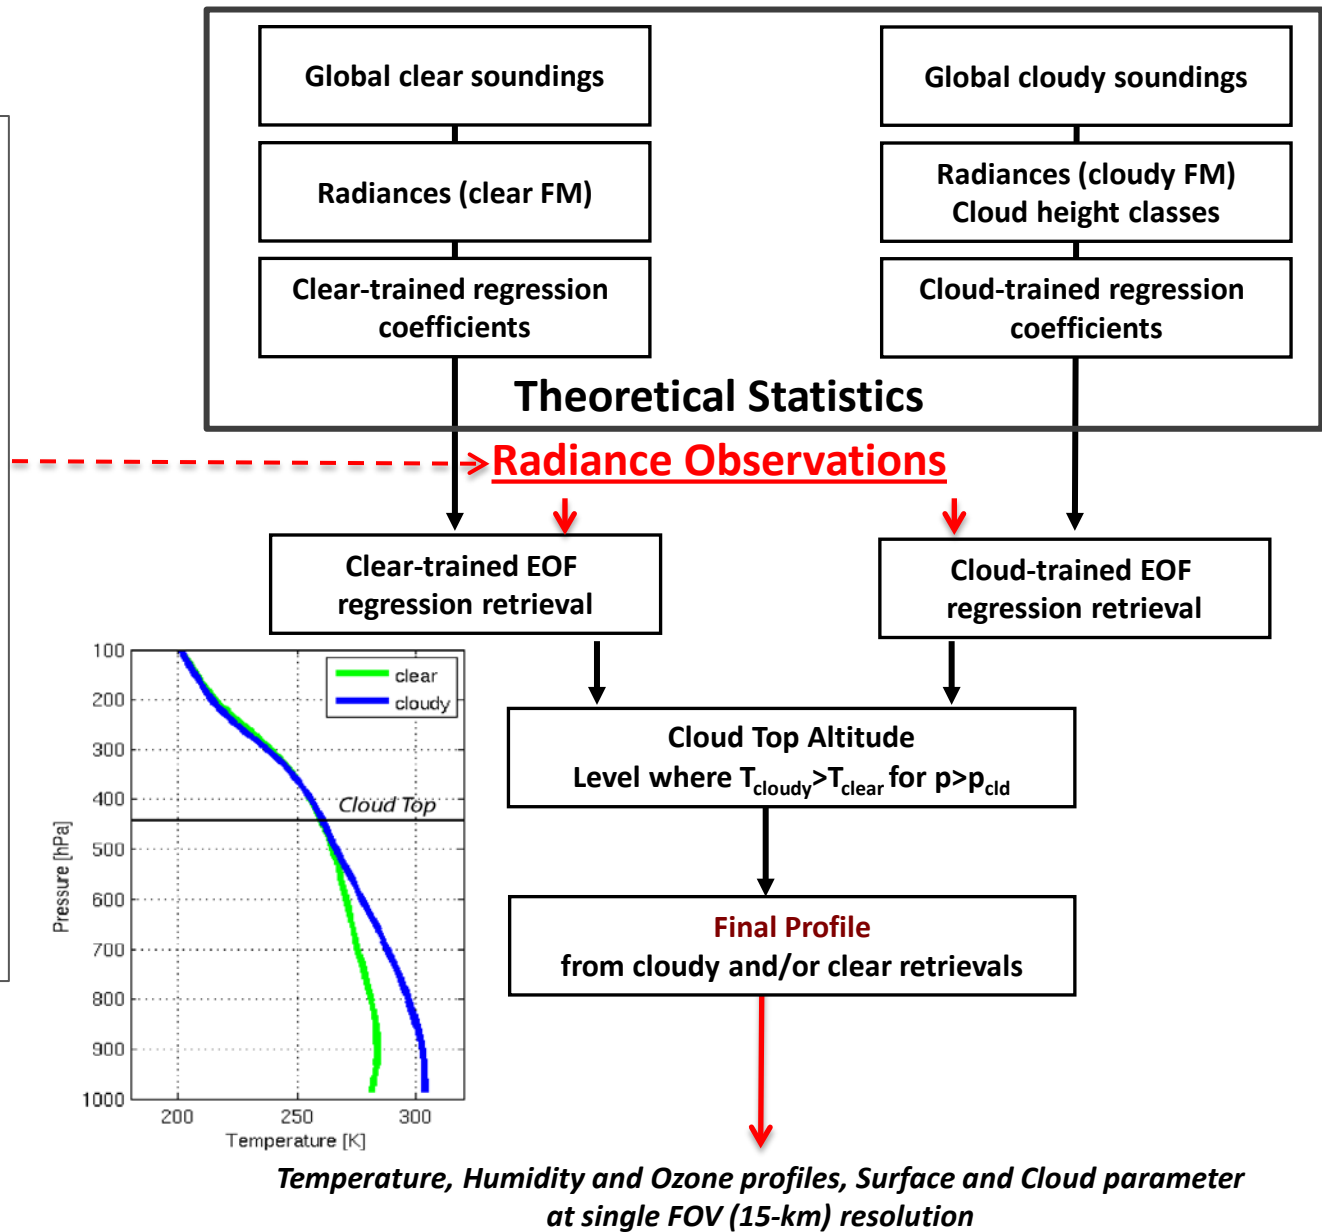 Global clear soundings
Global cloudy soundings
Radiances (clear FM)
Radiances (cloudy FM)
Cloud height classes
Clear-trained regression
coefficients
Cloud-trained regression
coefficients
Theoretical Statistics
Radiance Observations
Clear-trained EOF
regression retrieval
Cloud-trained EOF
regression retrieval
100
200
300
400
500
600
700
800
900
1000
Pressure [hPa]
clear
cloudy
Cloud Top
200
250
300
Temperature [K]
Cloud Top Altitude
Level where Tcloudy>Tclear for p>pcld
Final Profile
from cloudy and/or clear retrievals
Temperature, Humidity and Ozone profiles, Surface and Cloud parameter
at single FOV (15-km) resolution